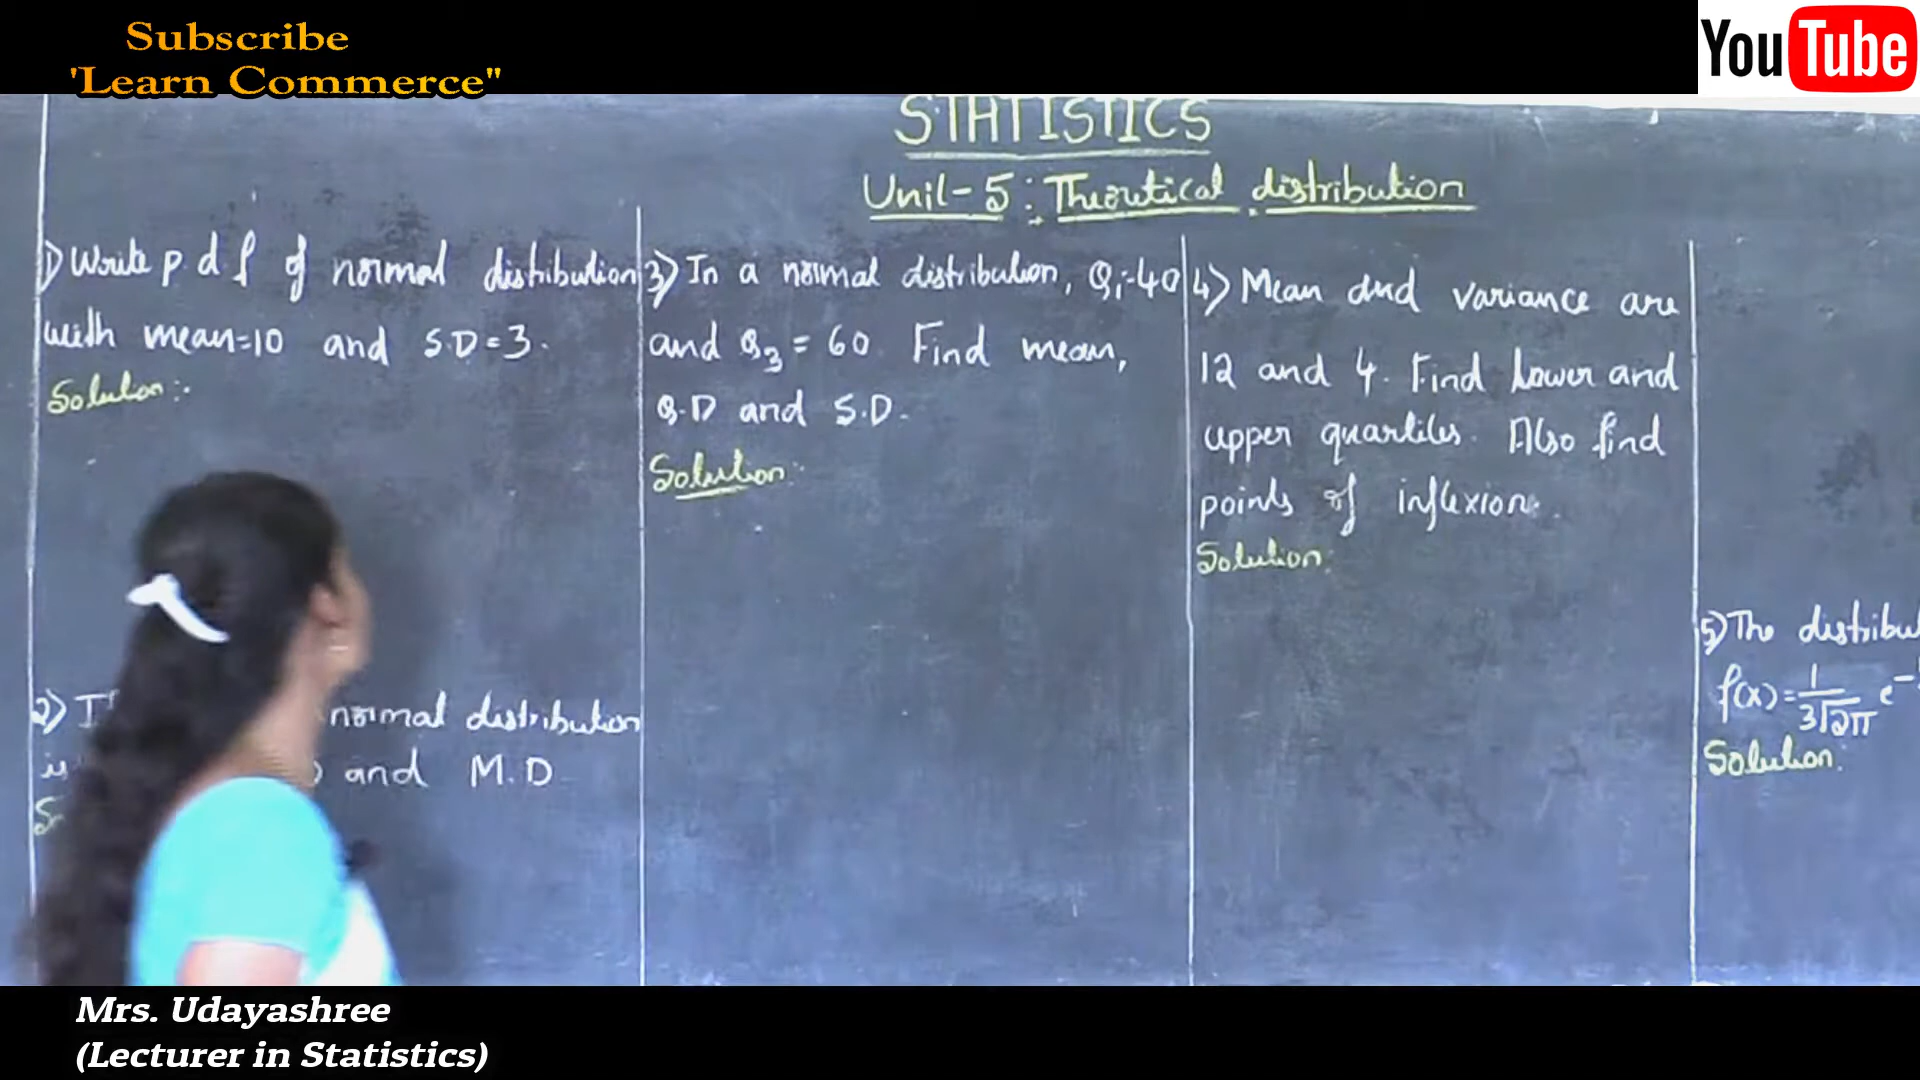 Subscribe
'Learn Commerce"
YouTube
STATISTICS
Unit-5: Theoretical distribution
1) Write p.d.f of normal distribution
with mean=10 and S.D=3.
Solution:
2) normal distribution
is and M.D
3) In a normal distribution, Q1=40
and Q3=60. Find mean,
Q.D and S.D.
Solution:
4) Mean and variance are
12 and 4. Find lower and
upper quartiles. Also find
points of inflexion.
Solution:
5) The distribu
f(x)=1/3√2π e-
Solution:
Mrs. Udayashree
(Lecturer in Statistics)